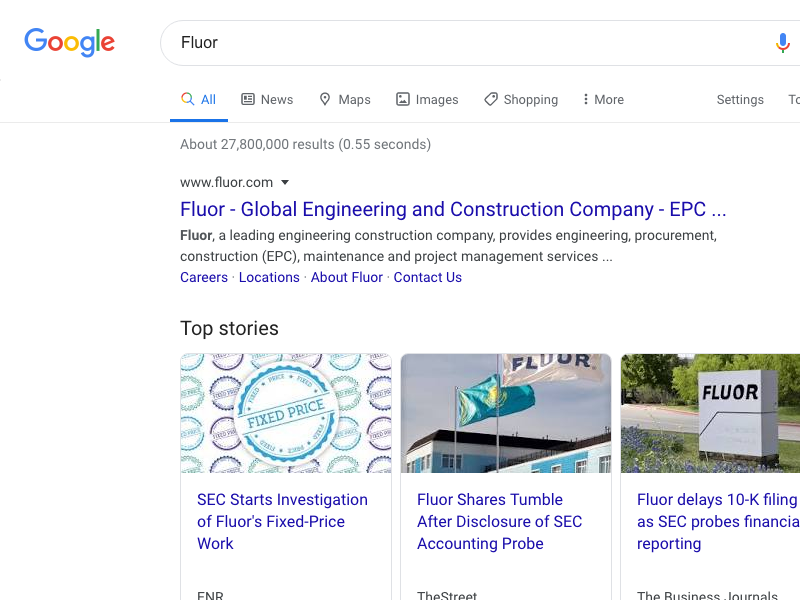 Google
Fluor
All
News
Maps
Images
Shopping
More
Settings
About 27,800,000 results (0.55 seconds)
www.fluor.com
Fluor - Global Engineering and Construction Company - EPC ...
Fluor, a leading engineering construction company, provides engineering, procurement,
construction (EPC), maintenance and project management services ...
Careers · Locations · About Fluor · Contact Us
Top stories
FIXED PRICE
FLUOR
FLUOR
SEC Starts Investigation
of Fluor's Fixed-Price
Work
Fluor Shares Tumble
After Disclosure of SEC
Accounting Probe
Fluor delays 10-K filing
as SEC probes financia
reporting
ENR
TheStreet
The Business Journals